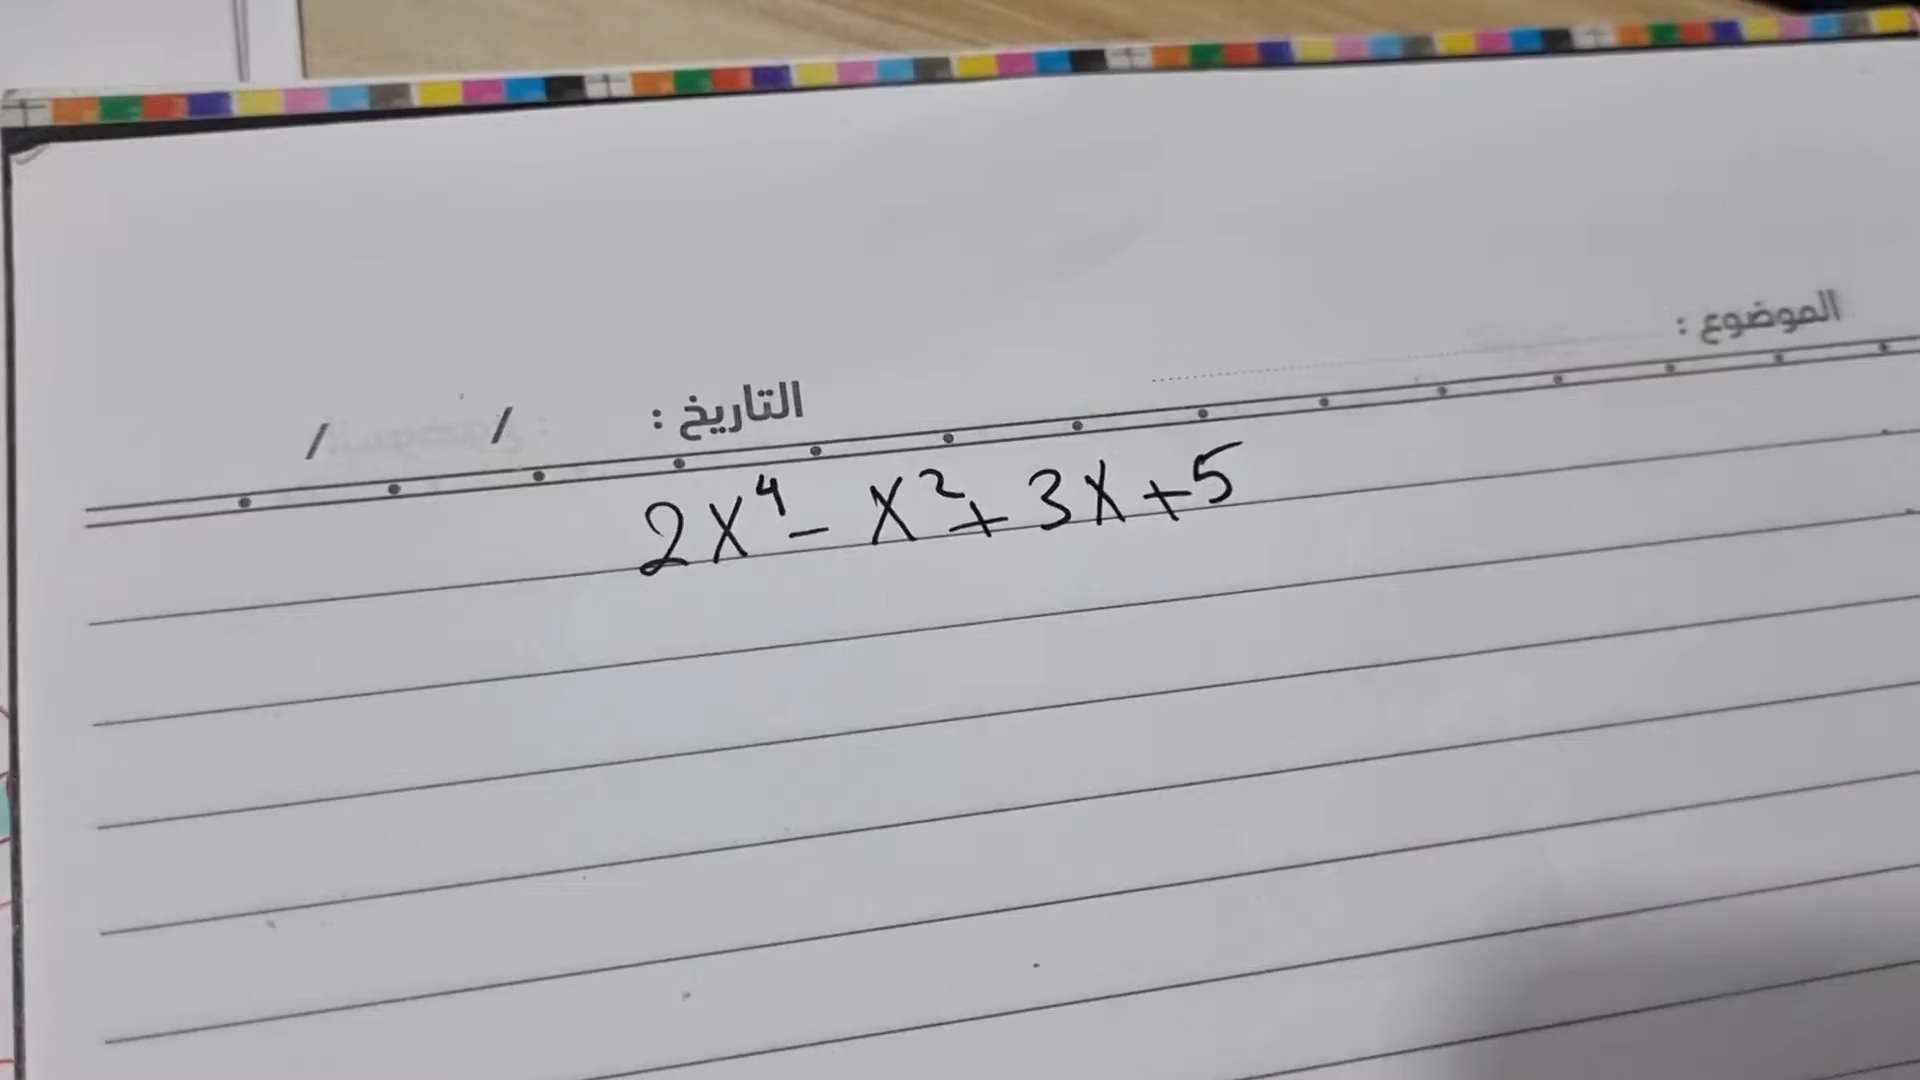 الموضوع :
التاريخ : / /
2x⁴ - x² + 3x + 5